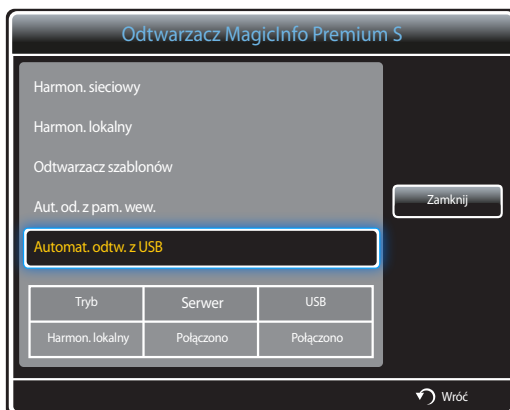 Odtwarzacz MagicInfo Premium S
Harmon. sieciowy
Harmon. lokalny
Odtwarzacz szablonów
Aut. od. z pam. wew.
Automat. odtw. z USB
Zamknij
Tryb Serwer USB
Harmon. lokalny Połączono Połączono
Wróć